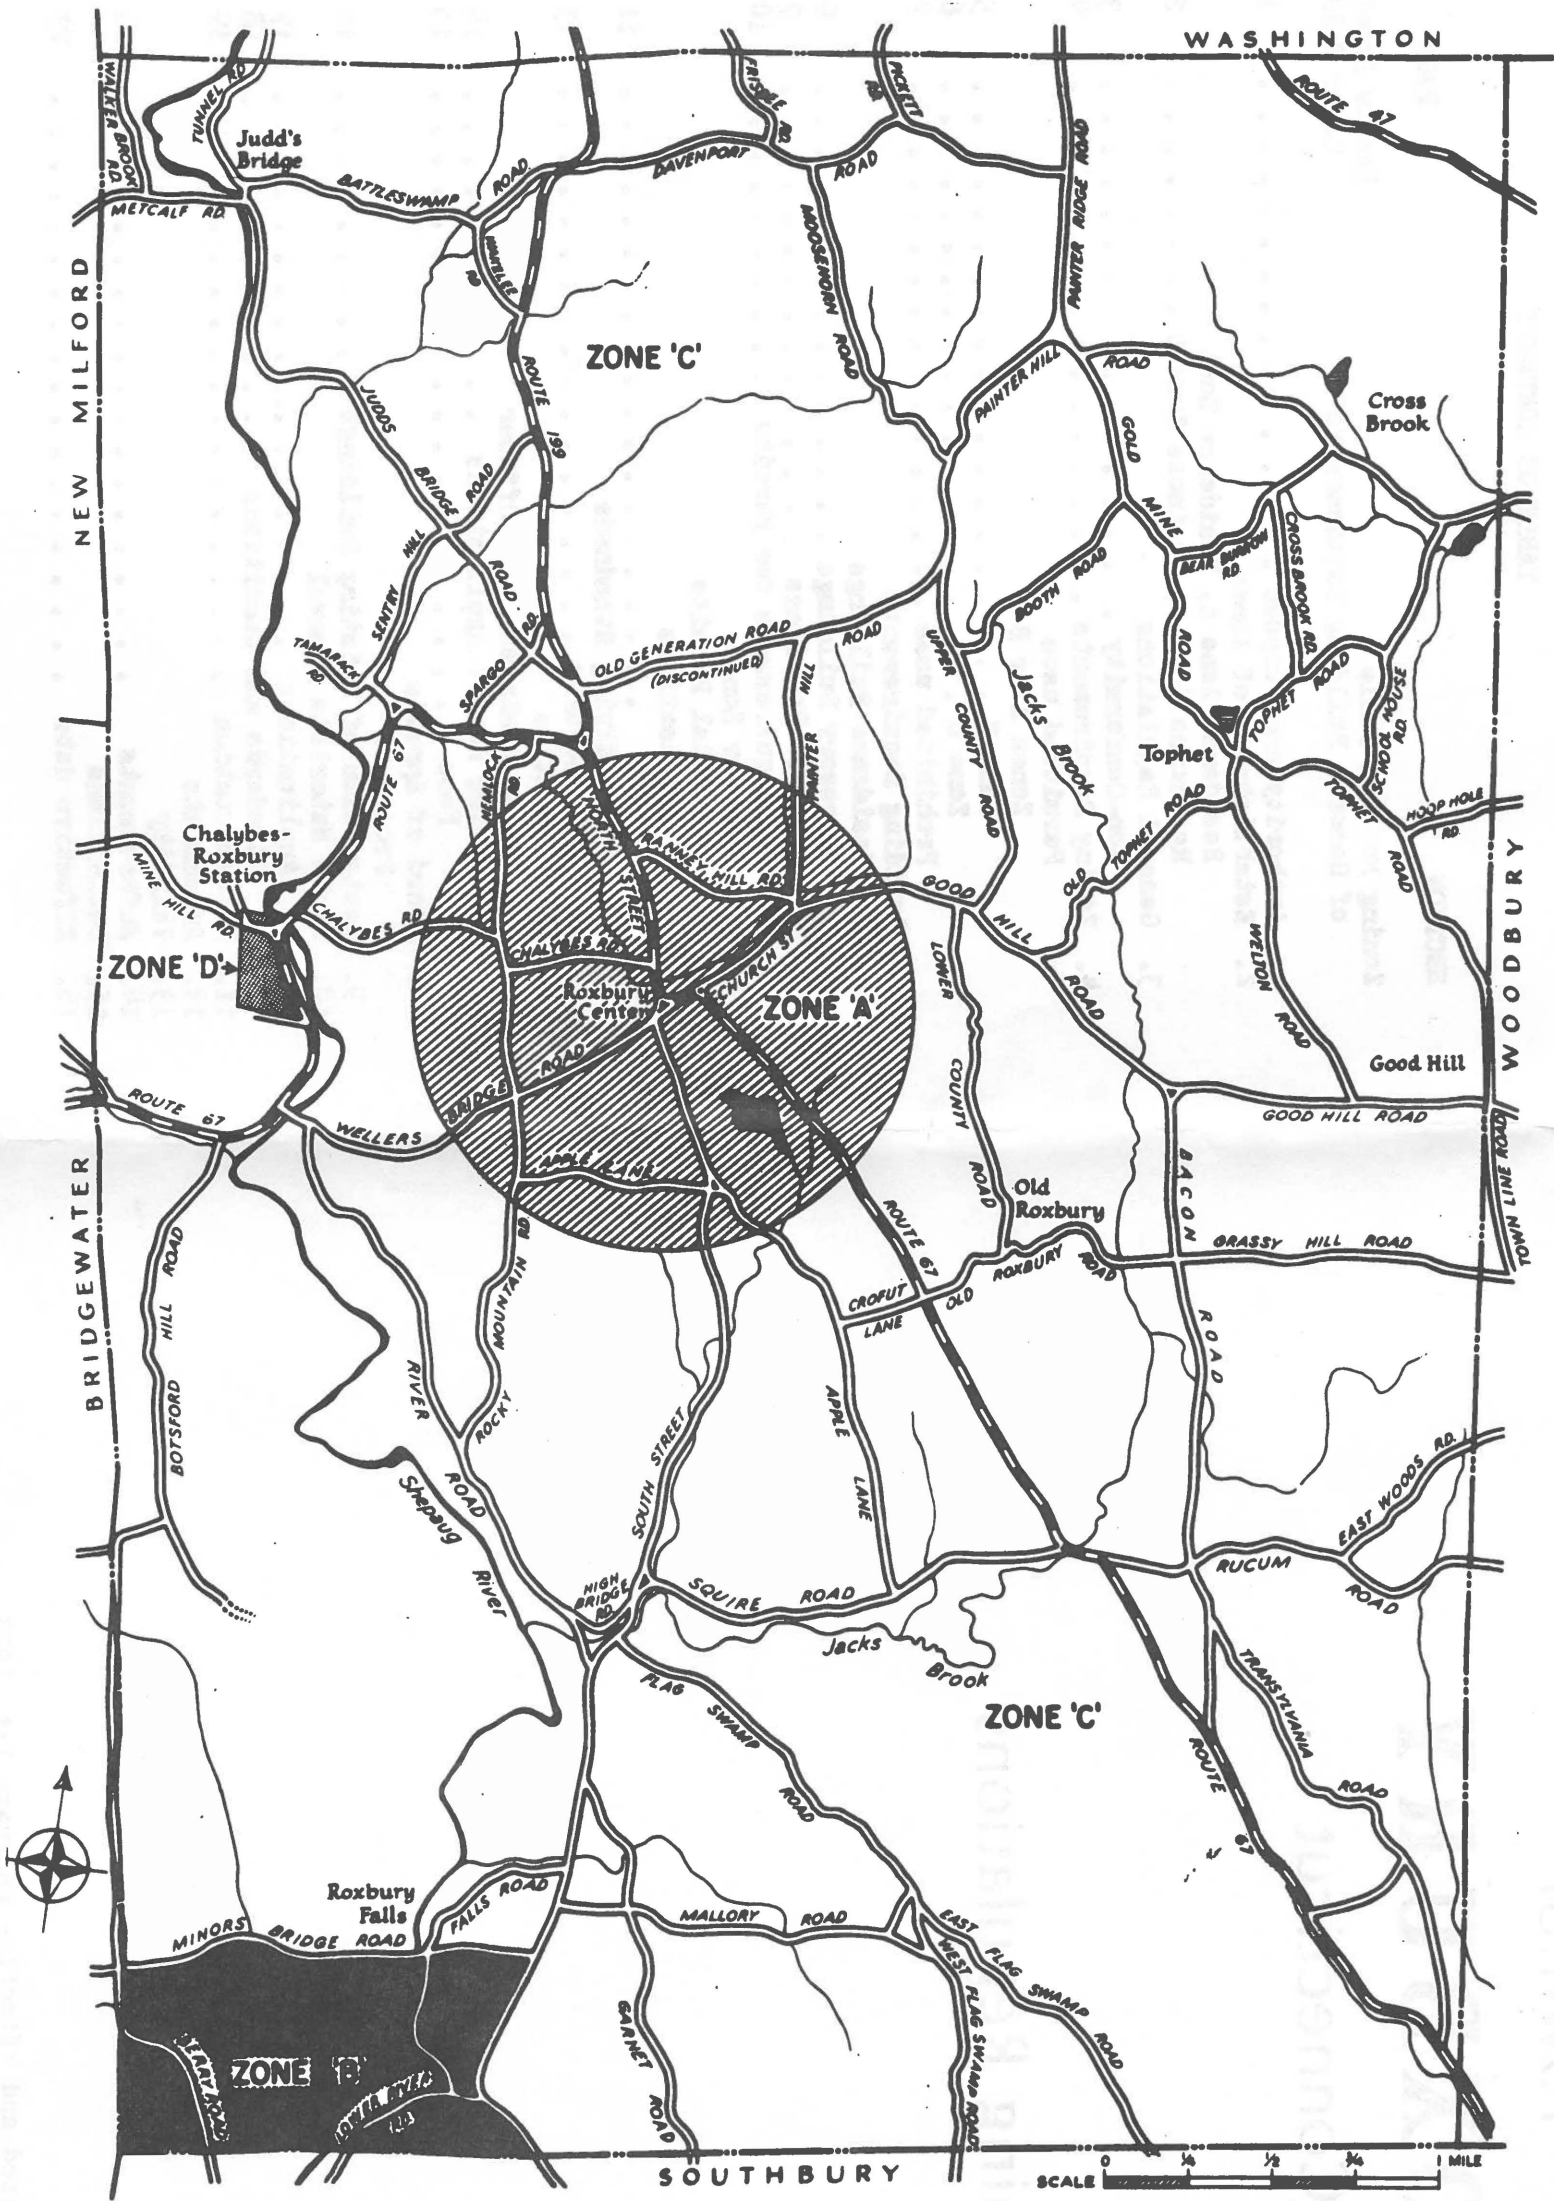 WASHINGTON
WALKER BROOK RD.
TUNNEL RD
FRISBEE RD.
PICKETT RD.
ROUTE 47
Judd's
Bridge
METCALF RD.
BATTLESWAMP ROAD
DAVENPORT ROAD
PAINTER RIDGE ROAD
PAINTER RIDGE ROAD
MOOSEHORN ROAD
NEW MILFORD
ZONE 'C'
ROUTE 199
PAINTER HILL ROAD
Cross
Brook
JUDDS BRIDGE ROAD
SENTRY HILL ROAD
GOLD MINE ROAD
BEAR BURROW
RD.
CROSS BROOK RD.
BOOTH ROAD
TAMARACK
RD.
SPARGO RD.
OLD GENERATION ROAD
(DISCONTINUED)
PAINTER HILL ROAD
UPPER COUNTY ROAD
Jacks Brook
TOPHET ROAD
SCHOOL HOUSE
RD.
Tophet
TOPHET ROAD
HOOP HOLE
RD.
ROUTE 67
HEMLOCK
RD.
NORTH STREET
RANNEY HILL RD.
Chalybes-
Roxbury
Station
MINE HILL RD.
CHALYBES RD
CHALYBES RD.
GOOD HILL ROAD
OLD TOPHET ROAD
WELTON ROAD
WOODBURY
ZONE 'D'
Roxbury
Center
CHURCH ST.
ZONE 'A'
LOWER COUNTY ROAD
Good Hill
GOOD HILL ROAD
TOWN LINE ROAD
ROUTE 67
WELLERS BRIDGE ROAD
APPLE LANE
BRIDGEWATER
ROUTE 67
Old
Roxbury
BACON ROAD
GRASSY HILL ROAD
BOTSFORD HILL ROAD
ROCKY MOUNTAIN RD.
CROFUT
LANE
OLD ROXBURY ROAD
RIVER ROAD
APPLE LANE
SOUTH STREET
Shepaug River
EAST WOODS RD.
RUCUM ROAD
HIGH
BRIDGE
RD.
SQUIRE ROAD
Jacks Brook
FLAG SWAMP ROAD
ZONE 'C'
TRANSYLVANIA ROAD
ROUTE 67
Roxbury
Falls
FALLS ROAD
MINORS BRIDGE ROAD
MALLORY ROAD
EAST FLAG SWAMP ROAD
WEST FLAG SWAMP ROAD
GARNET ROAD
ZONE 'B'
LOWER RIVER
RD.
SOUTHBURY
SCALE 0 ¼ ½ ¾ 1 MILE